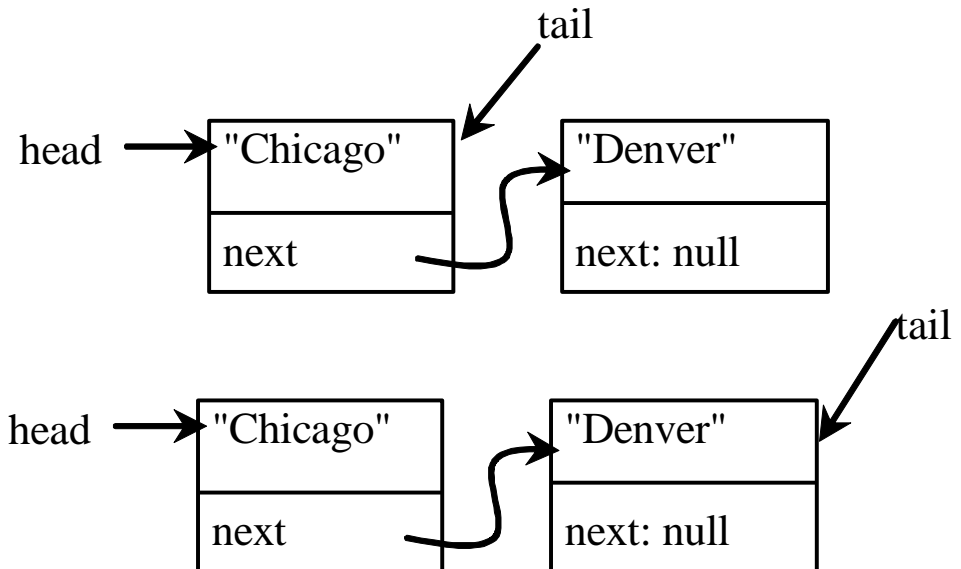 tail
head
"Chicago"
"Denver"
next
next: null
tail
head
"Chicago"
"Denver"
next
next: null